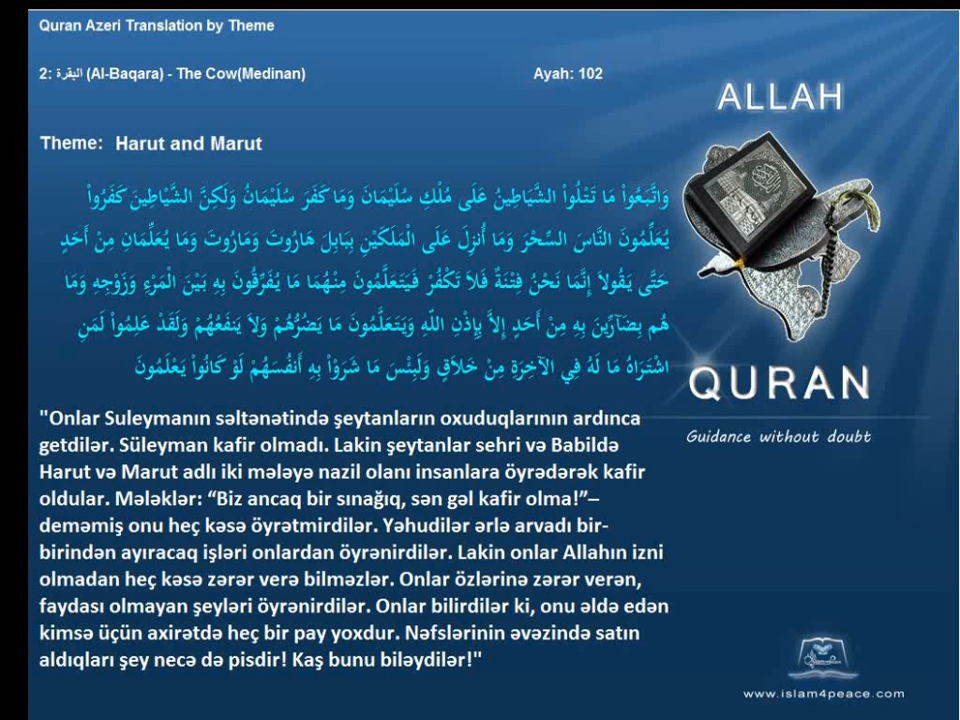 Quran Azeri Translation by Theme
2: البقرة (Al-Baqara) - The Cow(Medinan)
Ayah: 102
Theme: Harut and Marut
وَاتَّبَعُواْ مَا تَتْلُواْ الشَّيَاطِينُ عَلَى مُلْكِ سُلَيْمَانَ وَمَا كَفَرَ سُلَيْمَانُ وَلَكِنَّ الشَّيْاطِينَ كَفَرُواْ
يُعَلِّمُونَ النَّاسَ السِّحْرَ وَمَا أُنزِلَ عَلَى الْمَلَكَيْنِ بِبَابِلَ هَارُوتَ وَمَارُوتَ وَمَا يُعَلِّمَانِ مِنْ أَحَدٍ
حَتَّى يَقُولاَ إِنَّمَا نَحْنُ فِتْنَةٌ فَلاَ تَكْفُرْ فَيَتَعَلَّمُونَ مِنْهُمَا مَا يُفَرِّقُونَ بِهِ بَيْنَ الْمَرْءِ وَزَوْجِهِ وَمَا
هُم بِضَآرِّينَ بِهِ مِنْ أَحَدٍ إِلاَّ بِإِذْنِ اللّهِ وَيَتَعَلَّمُونَ مَا يَضُرُّهُمْ وَلاَ يَنفَعُهُمْ وَلَقَدْ عَلِمُواْ لَمَنِ
اشْتَرَاهُ مَا لَهُ فِي الآخِرَةِ مِنْ خَلاَقٍ وَلَبِئْسَ مَا شَرَوْاْ بِهِ أَنفُسَهُمْ لَوْ كَانُواْ يَعْلَمُونَ
"Onlar Suleymanın səltənətində şeytanların oxuduqlarının ardınca
getdilər. Süleyman kafir olmadı. Lakin şeytanlar sehri və Babildə
Harut və Marut adlı iki mələyə nazil olanı insanlara öyrədərək kafir
oldular. Mələklər: “Biz ancaq bir sınağıq, sən gəl kafir olma!”–
deməmiş onu heç kəsə öyrətmirdilər. Yəhudilər ərlə arvadı bir-
birindən ayıracaq işləri onlardan öyrənirdilər. Lakin onlar Allahın izni
olmadan heç kəsə zərər verə bilməzlər. Onlar özlərinə zərər verən,
faydası olmayan şeyləri öyrənirdilər. Onlar bilirdilər ki, onu əldə edən
kimsə üçün axirətdə heç bir pay yoxdur. Nəfslərinin əvəzində satın
aldıqları şey necə də pisdir! Kaş bunu biləydilər!"
ALLAH
QURAN
Guidance without doubt
www.islam4peace.com